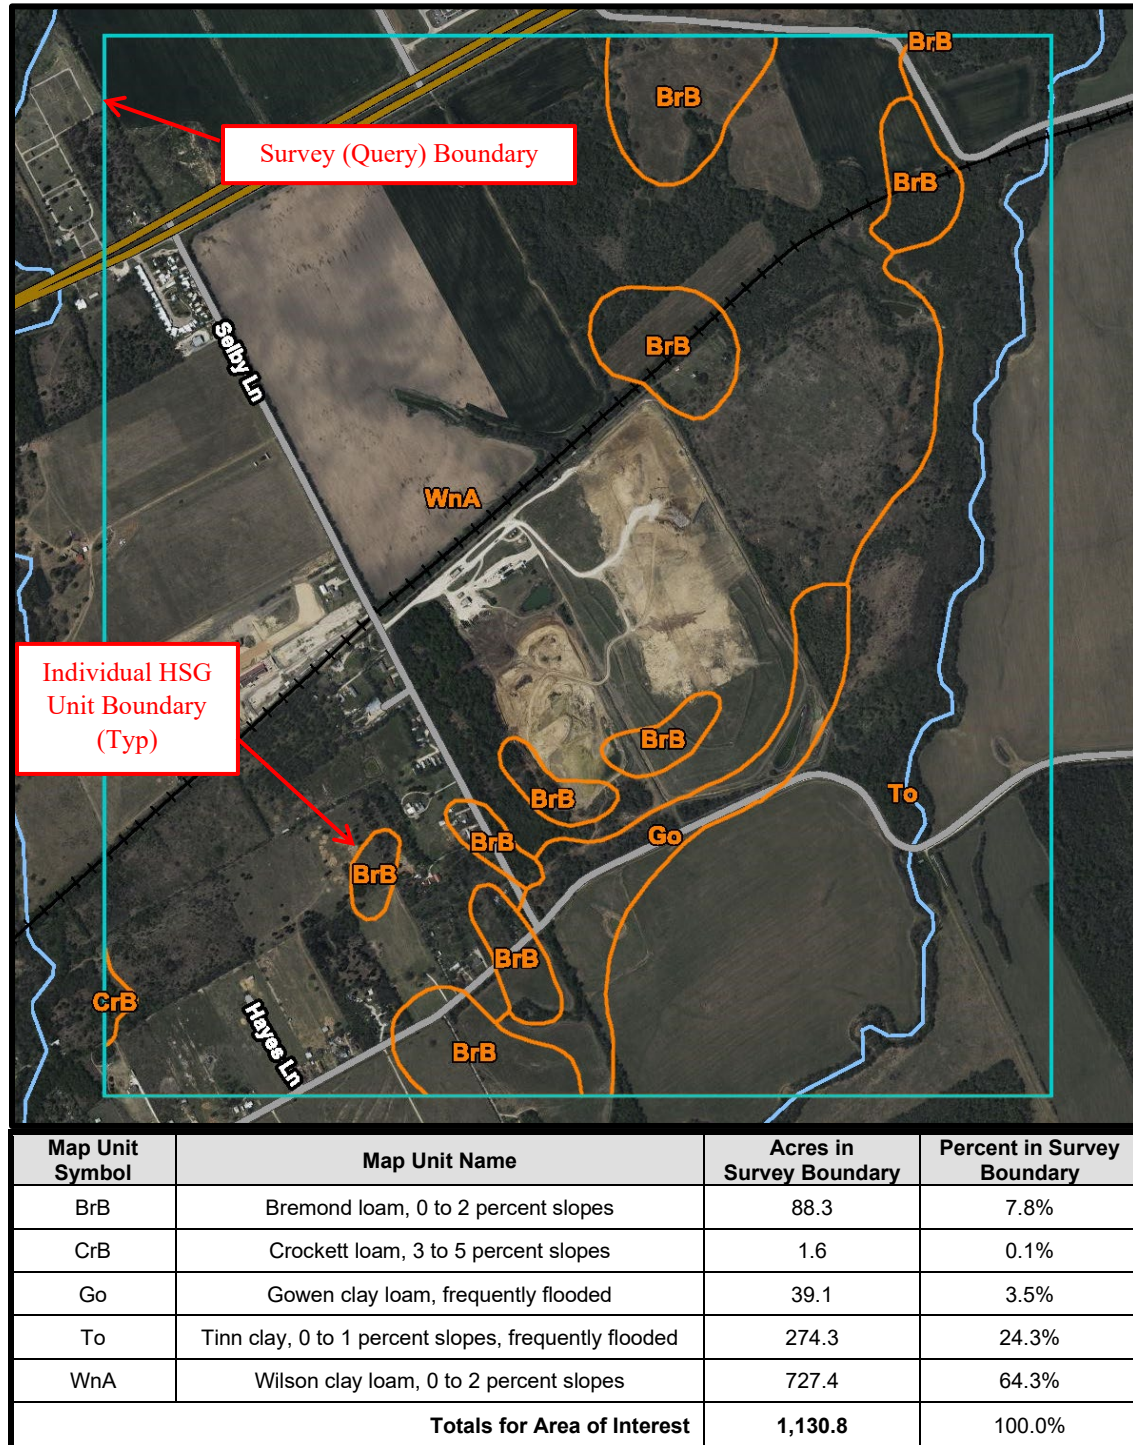 BrB
BrB
Survey (Query) Boundary
BrB
Selby Ln
BrB
WnA
Individual HSG
Unit Boundary
(Typ)
BrB
BrB
To
BrB
Go
BrB
BrB
CrB
Hayes Ln
BrB
Map Unit Symbol Map Unit Name Acres in Survey Boundary Percent in Survey Boundary
BrB Bremond loam, 0 to 2 percent slopes 88.3 7.8%
CrB Crockett loam, 3 to 5 percent slopes 1.6 0.1%
Go Gowen clay loam, frequently flooded 39.1 3.5%
To Tinn clay, 0 to 1 percent slopes, frequently flooded 274.3 24.3%
WnA Wilson clay loam, 0 to 2 percent slopes 727.4 64.3%
Totals for Area of Interest 1,130.8 100.0%